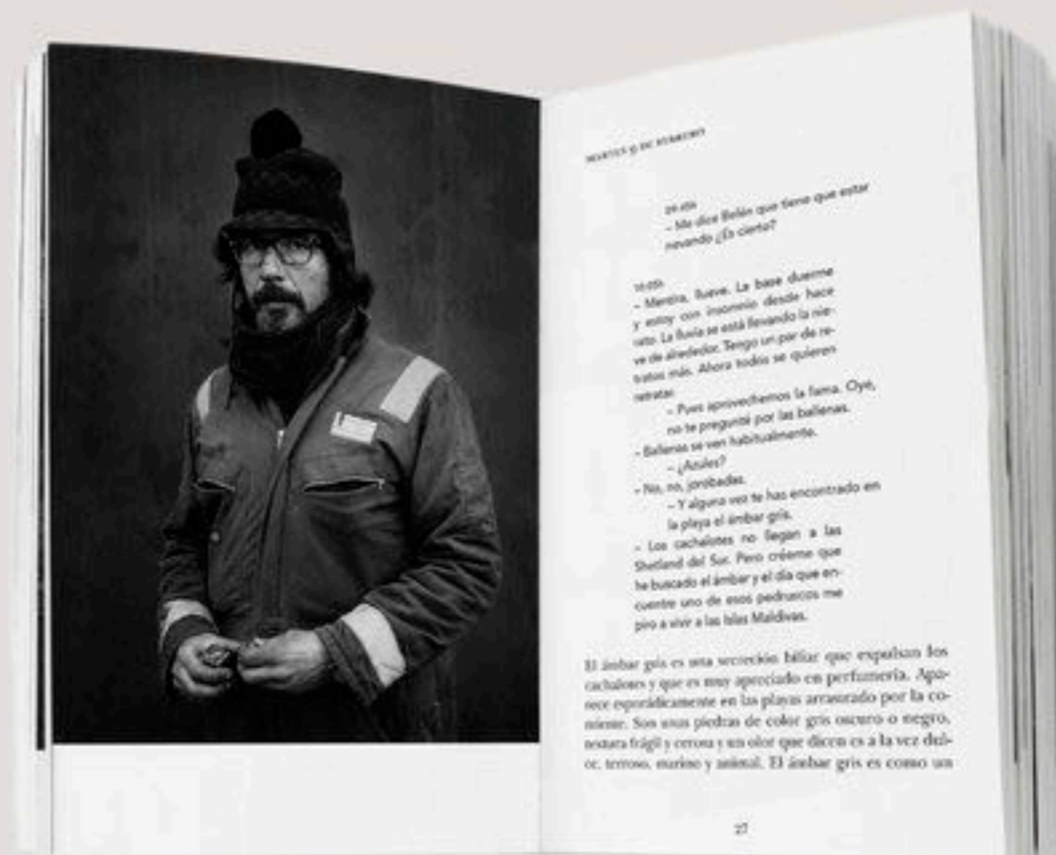 MARTES 9 DE FEBRERO
– Me dice Belén que tiene que estar
nevando ¿Es cierto?
– Mentira, llueve. La base duerme
y estoy con insomnio desde hace
rato. La lluvia se está llevando la nie-
ve de alrededor. Tengo un par de re-
tratos más. Ahora todos se quieren
retratar.
– Pues aprovechemos la fama. Oye,
no te pregunté por las ballenas.
– Ballenas se ven habitualmente.
– ¿Azules?
– No, no, jorobadas.
– Y alguna vez te has encontrado en
la playa el ámbar gris.
– Los cachalotes no llegan a las
Shetland del Sur. Pero créeme que
he buscado el ámbar y el día que en-
cuentre uno de esos pedruscos me
piro a vivir a las Islas Maldivas.
El ámbar gris es una secreción biliar que expulsan los
cachalotes y que es muy apreciado en perfumería. Apa-
rece esporádicamente en las playas arrastrado por la co-
rriente. Son unas piedras de color gris oscuro o negro,
textura frágil y cerosa y un olor que dicen es a la vez dul-
ce, terroso, marino y animal. El ámbar gris es como un
27